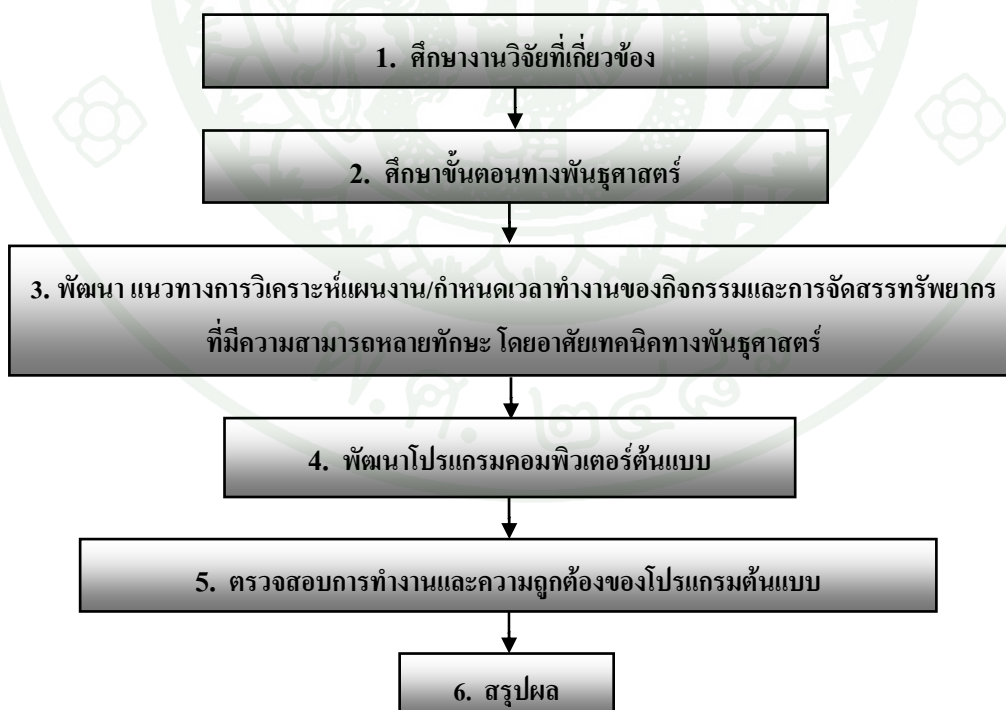 1. ศึกษางานวิจัยที่เกี่ยวข้อง
2. ศึกษาขั้นตอนทางพันธุศาสตร์
3. พัฒนา แนวทางการวิเคราะห์แผนงาน/กำหนดเวลาทำงานของกิจกรรมและการจัดสรรทรัพยากร
ที่มีความสามารถหลายทักษะ โดยอาศัยเทคนิคทางพันธุศาสตร์
พ.ศ. ๒๔๘๖
4. พัฒนาโปรแกรมคอมพิวเตอร์ต้นแบบ
5. ตรวจสอบการทำงานและความถูกต้องของโปรแกรมต้นแบบ
6. สรุปผล